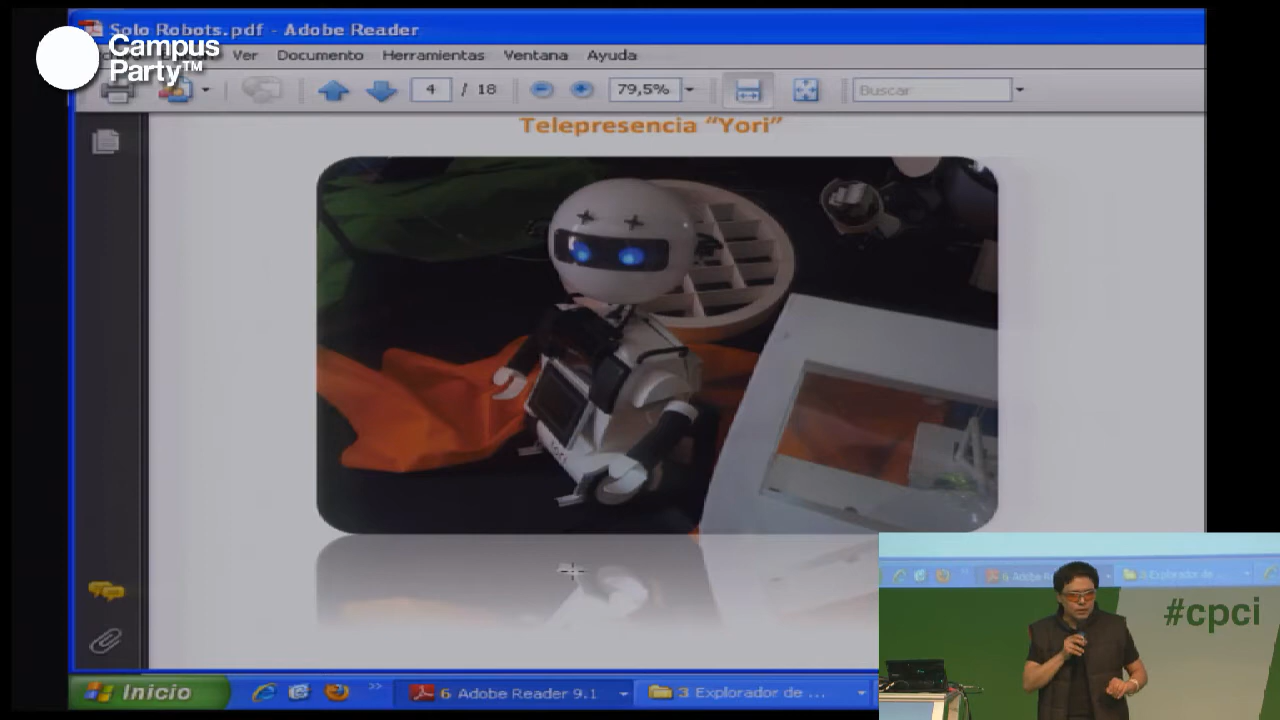 Solo Robots.pdf - Adobe Reader
Campus
Party™
Ver Documento Herramientas Ventana Ayuda
4 / 18 79,5% Buscar
Telepresencia “Yori”
#cpci
Inicio
6 Adobe Reader 9.1
3 Explorador de ...